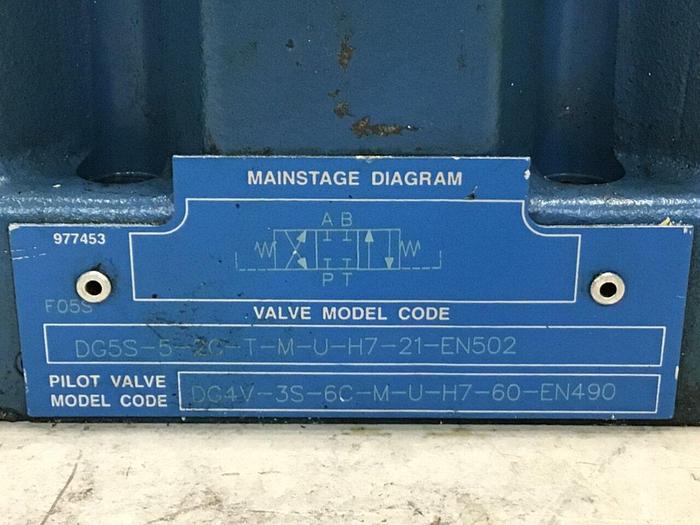 MAINSTAGE DIAGRAM
977453
A B
P T
F05S
VALVE MODEL CODE
DG5S-5-2C-T-M-U-H7-21-EN502
PILOT VALVE
MODEL CODE
DG4V-3S-6C-M-U-H7-60-EN490